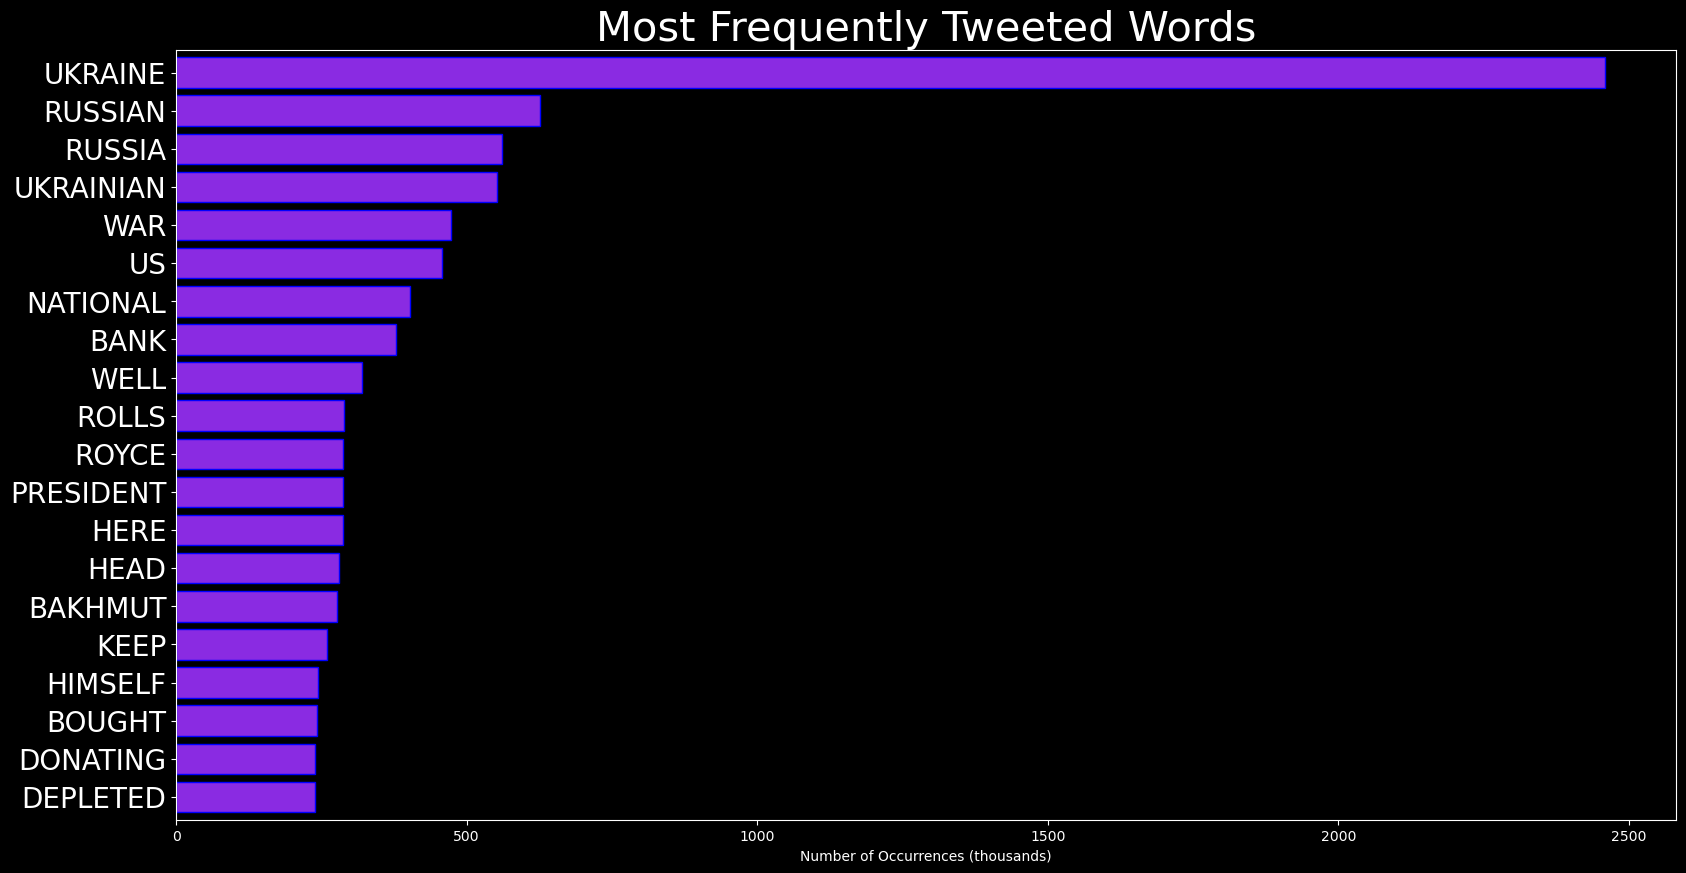 Most Frequently Tweeted Words
UKRAINE
RUSSIAN
RUSSIA
UKRAINIAN
WAR
US
NATIONAL
BANK
WELL
ROLLS
ROYCE
PRESIDENT
HERE
HEAD
BAKHMUT
KEEP
HIMSELF
BOUGHT
DONATING
DEPLETED
0 500 1000 1500 2000 2500
Number of Occurrences (thousands)